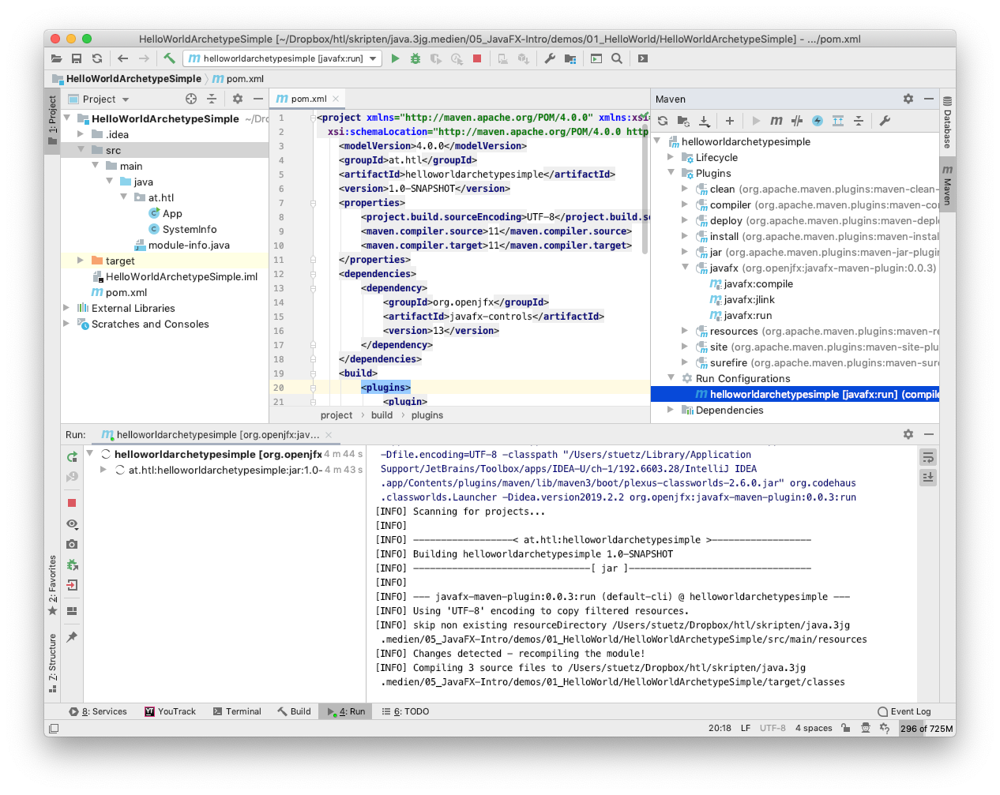 HelloWorldArchetypeSimple [~/Dropbox/htl/skripten/java.3jg.medien/05_JavaFX-Intro/demos/01_HelloWorld/HelloWorldArchetypeSimple] - .../pom.xml
helloworldarchetypesimple [javafx:run]
HelloWorldArchetypeSimple pom.xml
1: Project
Project
HelloWorldArchetypeSimple ~/Dro
.idea
src
main
java
at.htl
App
SystemInfo
module-info.java
target
HelloWorldArchetypeSimple.iml
pom.xml
External Libraries
Scratches and Consoles
pom.xml
1 <project xmlns="http://maven.apache.org/POM/4.0.0" xmlns:xsi=
2 xsi:schemaLocation="http://maven.apache.org/POM/4.0.0 http
3 <modelVersion>4.0.0</modelVersion>
4 <groupId>at.htl</groupId>
5 <artifactId>helloworldarchetypesimple</artifactId>
6 <version>1.0-SNAPSHOT</version>
7 <properties>
8 <project.build.sourceEncoding>UTF-8</project.build.so
9 <maven.compiler.source>11</maven.compiler.source>
10 <maven.compiler.target>11</maven.compiler.target>
11 </properties>
12 <dependencies>
13 <dependency>
14 <groupId>org.openjfx</groupId>
15 <artifactId>javafx-controls</artifactId>
16 <version>13</version>
17 </dependency>
18 </dependencies>
19 <build>
20 <plugins>
21 <plugin>
project › build › plugins
Maven
helloworldarchetypesimple
Lifecycle
Plugins
clean (org.apache.maven.plugins:maven-clean-
compiler (org.apache.maven.plugins:maven-cor
deploy (org.apache.maven.plugins:maven-depl
install (org.apache.maven.plugins:maven-instal
jar (org.apache.maven.plugins:maven-jar-plugin
javafx (org.openjfx:javafx-maven-plugin:0.0.3)
javafx:compile
javafx:jlink
javafx:run
resources (org.apache.maven.plugins:maven-re
site (org.apache.maven.plugins:maven-site-plu
surefire (org.apache.maven.plugins:maven-sure
Run Configurations
helloworldarchetypesimple [javafx:run] (compile
Dependencies
Database
Maven
Run: helloworldarchetypesimple [org.openjfx:jav...
helloworldarchetypesimple [org.openjfx 4 m 44 s
at.htl:helloworldarchetypesimple:jar:1.0- 4 m 43 s
-Dfile.encoding=UTF-8 -classpath "/Users/stuetz/Library/Application
Support/JetBrains/Toolbox/apps/IDEA-U/ch-1/192.6603.28/IntelliJ IDEA
.app/Contents/plugins/maven/lib/maven3/boot/plexus-classworlds-2.6.0.jar" org.codehaus
.classworlds.Launcher -Didea.version2019.2.2 org.openjfx:javafx-maven-plugin:0.0.3:run
[INFO] Scanning for projects...
[INFO]
[INFO] ------------------< at.htl:helloworldarchetypesimple >------------------
[INFO] Building helloworldarchetypesimple 1.0-SNAPSHOT
[INFO] --------------------------------[ jar ]---------------------------------
[INFO]
[INFO] --- javafx-maven-plugin:0.0.3:run (default-cli) @ helloworldarchetypesimple ---
[INFO] Using 'UTF-8' encoding to copy filtered resources.
[INFO] skip non existing resourceDirectory /Users/stuetz/Dropbox/htl/skripten/java.3jg
.medien/05_JavaFX-Intro/demos/01_HelloWorld/HelloWorldArchetypeSimple/src/main/resources
[INFO] Changes detected - recompiling the module!
[INFO] Compiling 3 source files to /Users/stuetz/Dropbox/htl/skripten/java.3jg
.medien/05_JavaFX-Intro/demos/01_HelloWorld/HelloWorldArchetypeSimple/target/classes
2: Favorites
Z: Structure
8: Services YouTrack Terminal Build 4: Run 6: TODO Event Log
20:18 LF UTF-8 4 spaces 296 of 725M